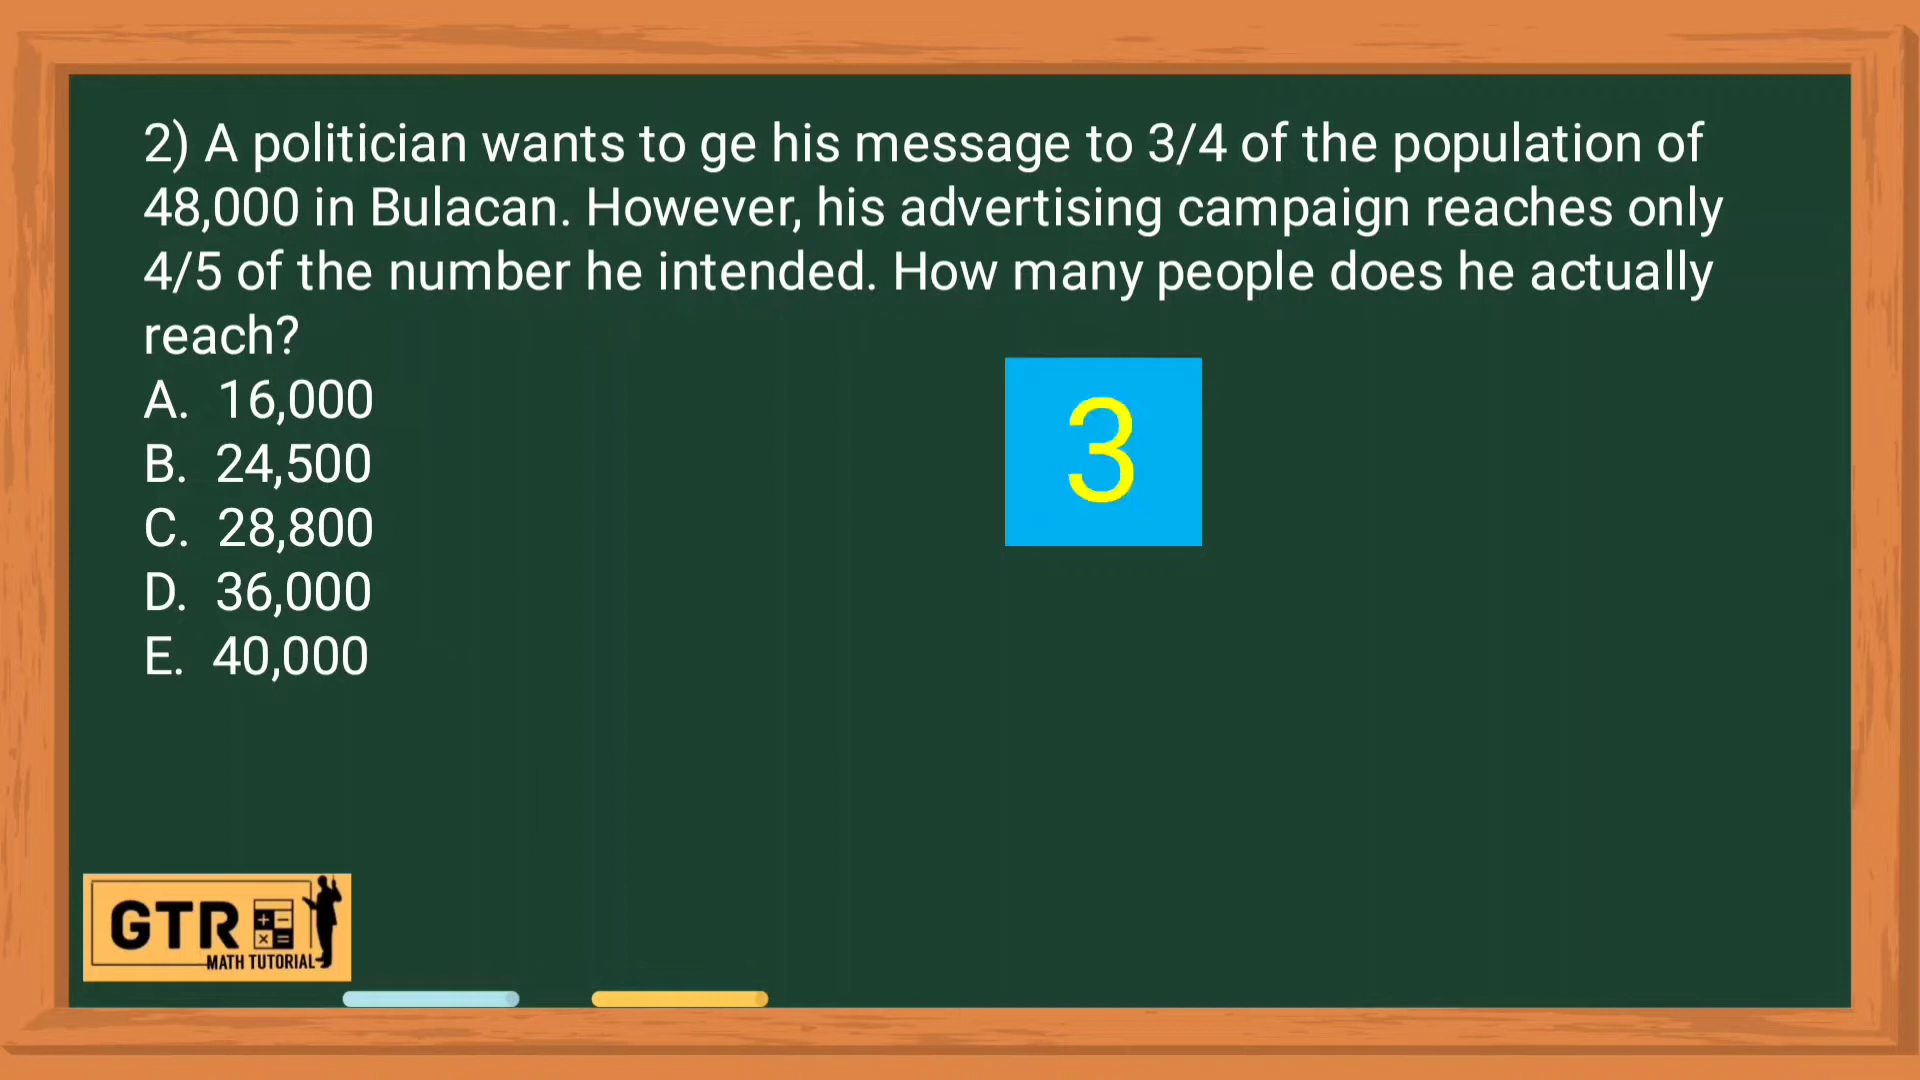 2) A politician wants to ge his message to 3/4 of the population of
48,000 in Bulacan. However, his advertising campaign reaches only
4/5 of the number he intended. How many people does he actually
reach?
A. 16,000
B. 24,500
C. 28,800
D. 36,000
E. 40,000
3
GTR
MATH TUTORIAL